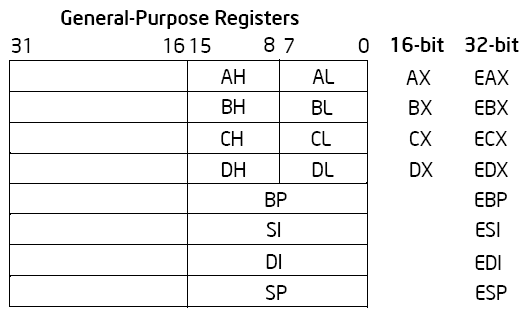 General-Purpose Registers
31 16 15 8 7 0 16-bit 32-bit
AH AL AX EAX
BH BL BX EBX
CH CL CX ECX
DH DL DX EDX
BP EBP
SI ESI
DI EDI
SP ESP